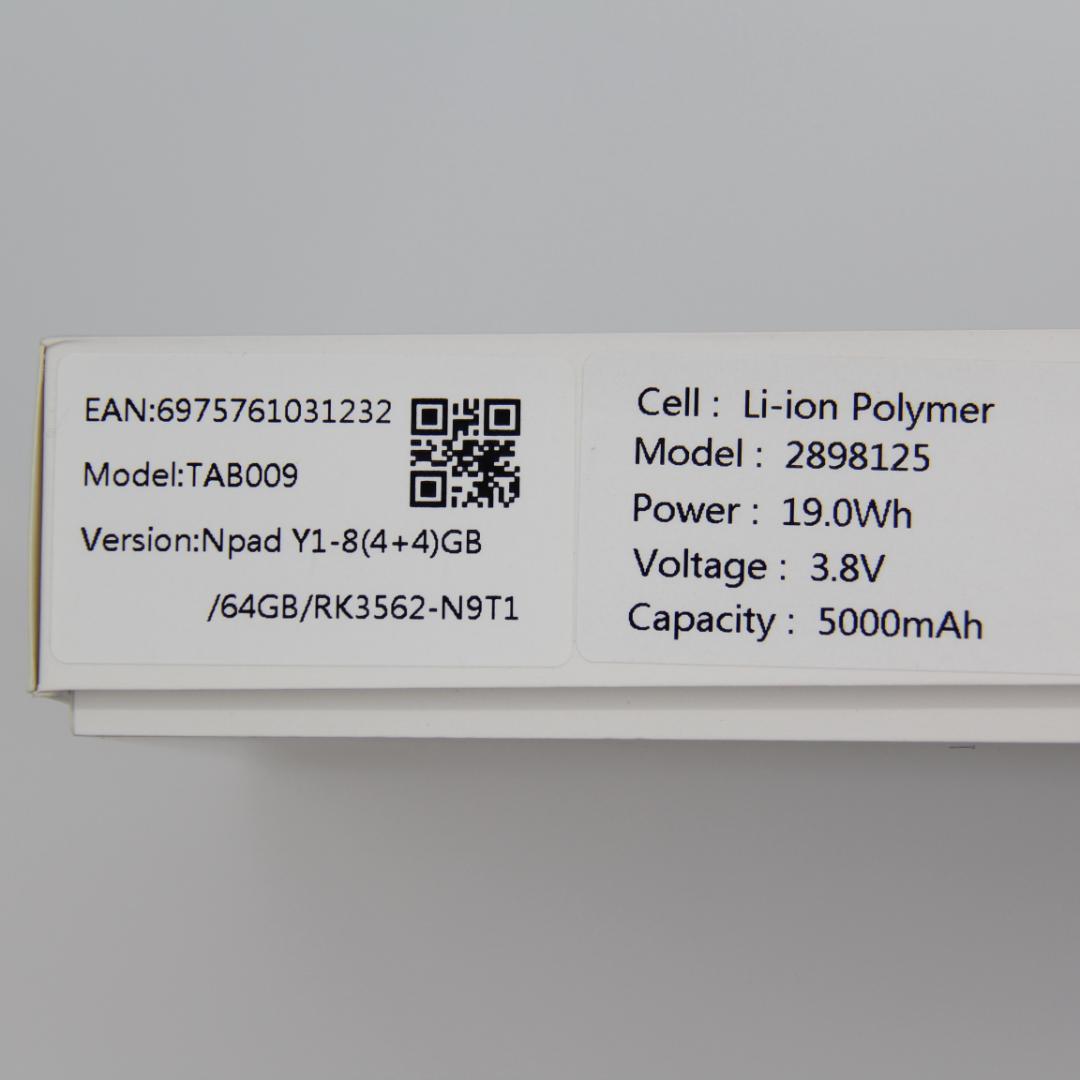 EAN:6975761031232
Model:TAB009
Version:Npad Y1-8(4+4)GB
/64GB/RK3562-N9T1
Cell : Li-ion Polymer
Model : 2898125
Power : 19.0Wh
Voltage : 3.8V
Capacity : 5000mAh